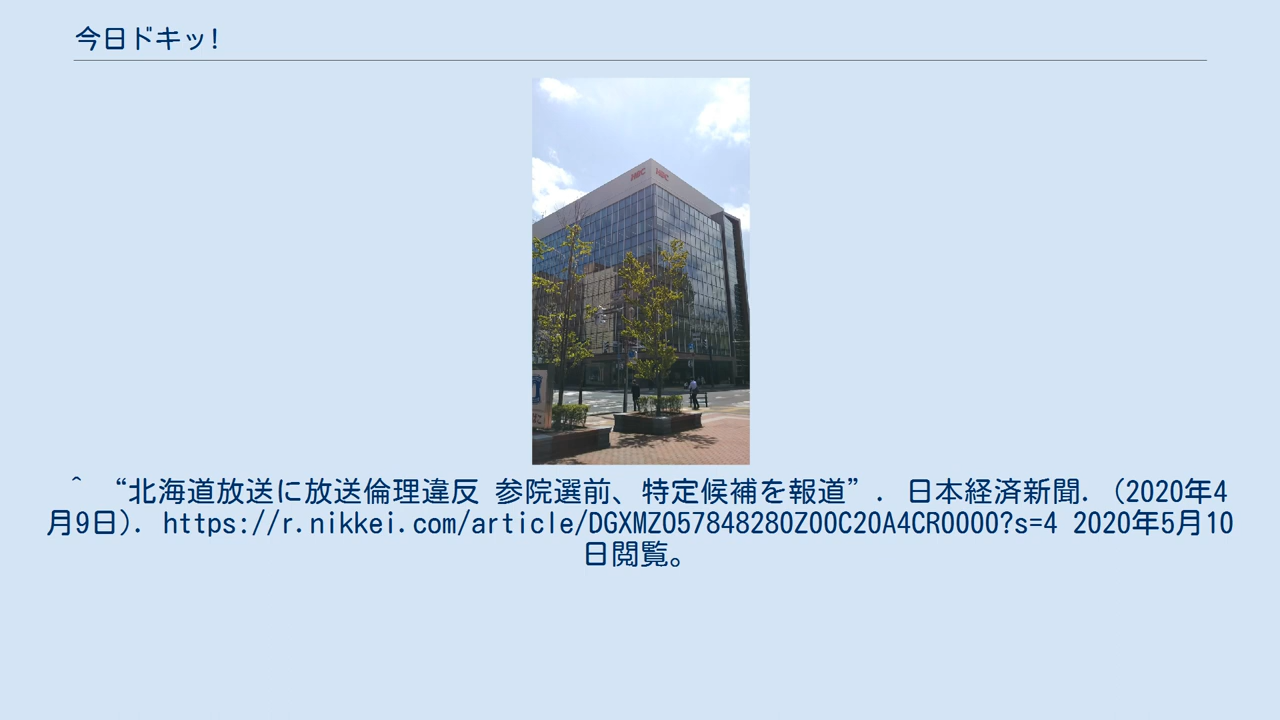 今日ドキッ!
HBC HBC
^ “北海道放送に放送倫理違反 参院選前、特定候補を報道”. 日本経済新聞. (2020年4
月9日). https://r.nikkei.com/article/DGXMZO57848280Z00C20A4CR0000?s=4 2020年5月10
日閲覧。